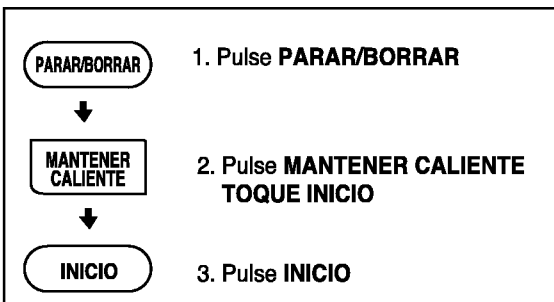 PARAR/BORRAR
1. Pulse PARAR/BORRAR
MANTENER
CALIENTE
2. Pulse MANTENER CALIENTE
TOQUE INICIO
INICIO
3. Pulse INICIO